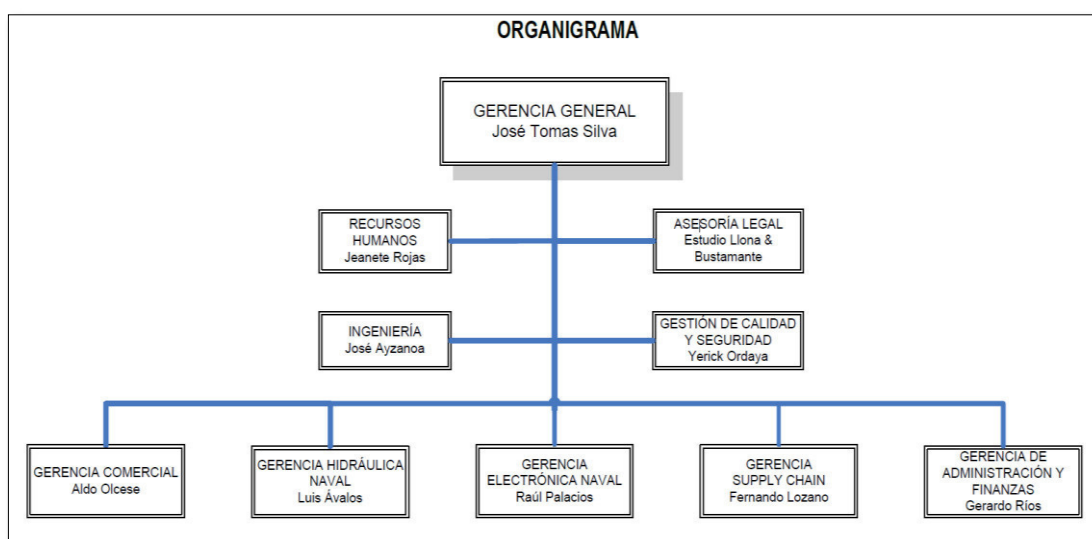 ORGANIGRAMA
GERENCIA GENERAL
José Tomas Silva
RECURSOS
HUMANOS
Jeanete Rojas
ASESORÍA LEGAL
Estudio Llona &
Bustamante
INGENIERÍA
José Ayzanoa
GESTIÓN DE CALIDAD
Y SEGURIDAD
Yerick Ordaya
GERENCIA COMERCIAL
Aldo Olcese
GERENCIA HIDRÁULICA
NAVAL
Luis Ávalos
GERENCIA
ELECTRÓNICA NAVAL
Raúl Palacios
GERENCIA
SUPPLY CHAIN
Fernando Lozano
GERENCIA DE
ADMINISTRACIÓN Y
FINANZAS
Gerardo Ríos